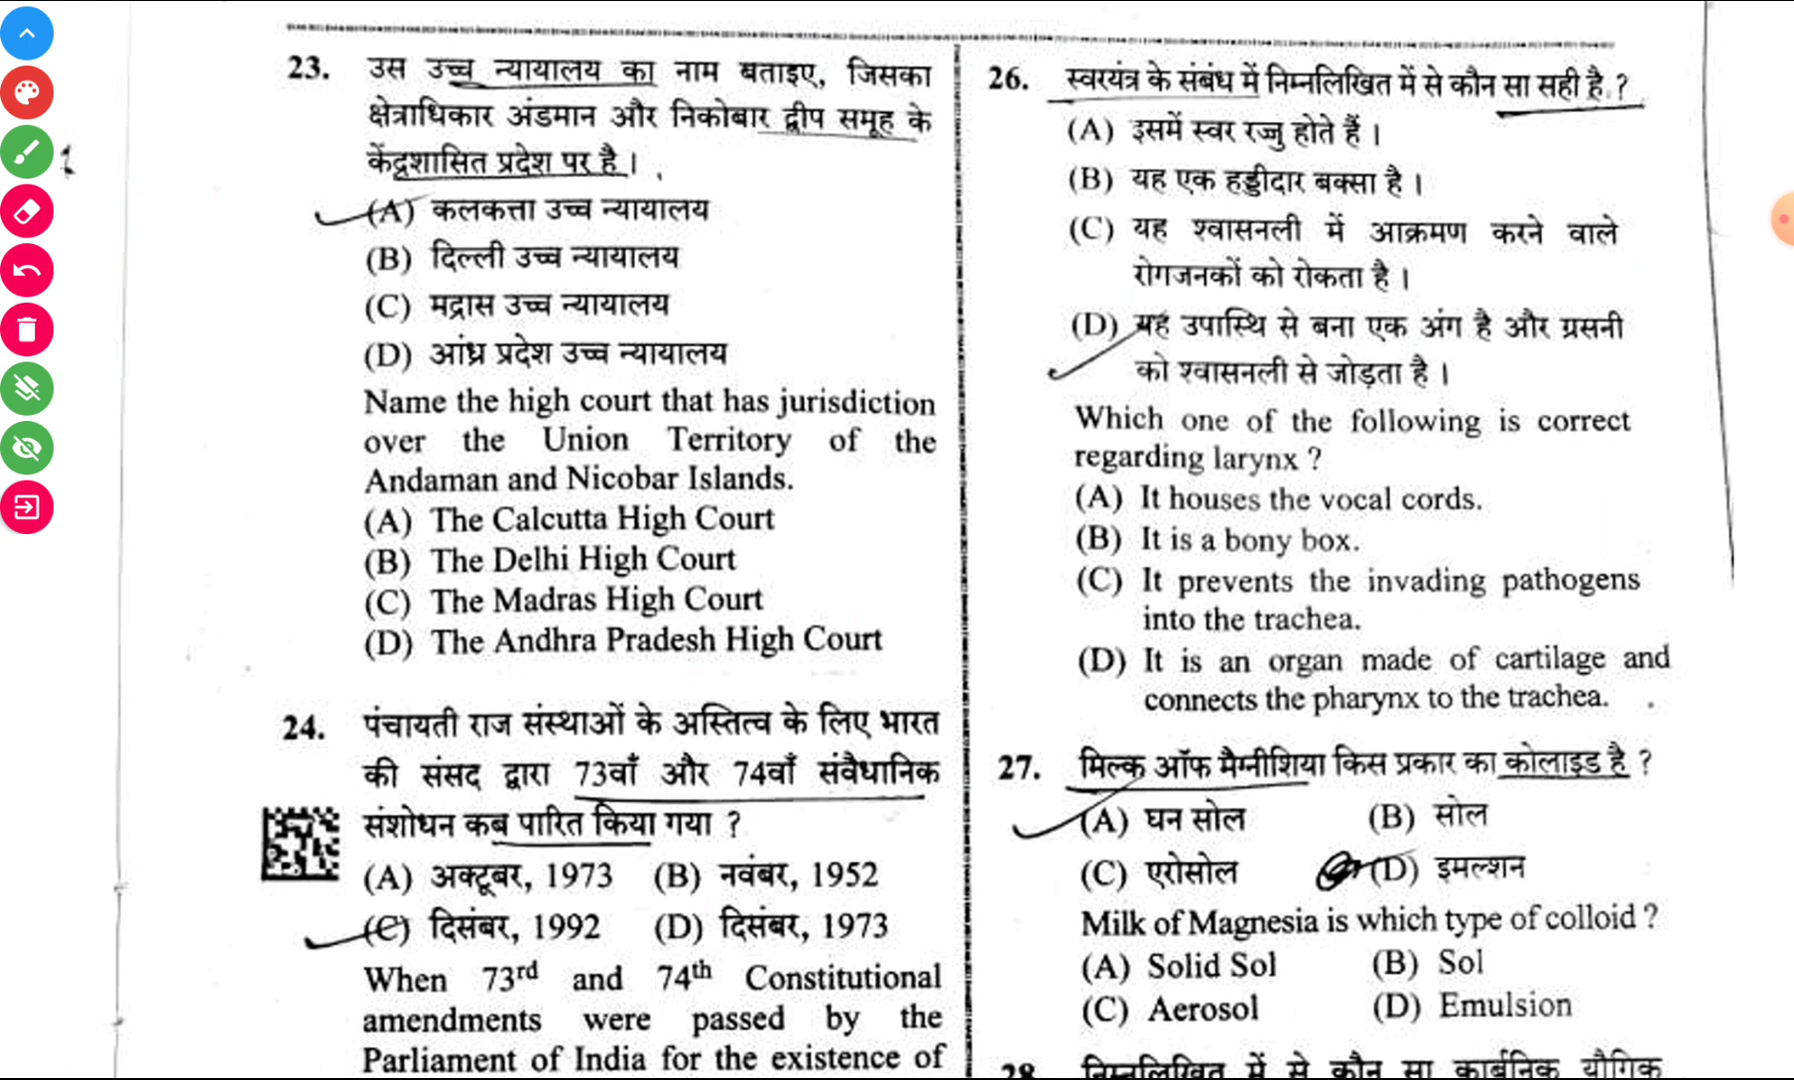 23. उस उच्च न्यायालय का नाम बताइए, जिसका
क्षेत्राधिकार अंडमान और निकोबार द्वीप समूह के
केंद्रशासित प्रदेश पर है।
(A) कलकत्ता उच्च न्यायालय
(B) दिल्ली उच्च न्यायालय
(C) मद्रास उच्च न्यायालय
(D) आंध्र प्रदेश उच्च न्यायालय
Name the high court that has jurisdiction
over the Union Territory of the
Andaman and Nicobar Islands.
(A) The Calcutta High Court
(B) The Delhi High Court
(C) The Madras High Court
(D) The Andhra Pradesh High Court
24. पंचायती राज संस्थाओं के अस्तित्व के लिए भारत
की संसद द्वारा 73वाँ और 74वाँ संवैधानिक
संशोधन कब पारित किया गया ?
(A) अक्टूबर, 1973 (B) नवंबर, 1952
(C) दिसंबर, 1992 (D) दिसंबर, 1973
When 73rd and 74th Constitutional
amendments were passed by the
Parliament of India for the existence of
26. स्वरयंत्र के संबंध में निम्नलिखित में से कौन सा सही है ?
(A) इसमें स्वर रज्जु होते हैं।
(B) यह एक हड्डीदार बक्सा है।
(C) यह श्वासनली में आक्रमण करने वाले
रोगजनकों को रोकता है।
(D) यह उपास्थि से बना एक अंग है और ग्रसनी
को श्वासनली से जोड़ता है।
Which one of the following is correct
regarding larynx ?
(A) It houses the vocal cords.
(B) It is a bony box.
(C) It prevents the invading pathogens
into the trachea.
(D) It is an organ made of cartilage and
connects the pharynx to the trachea.
27. मिल्क ऑफ मैग्नीशिया किस प्रकार का कोलाइड है ?
(A) घन सोल (B) सोल
(C) एरोसोल (D) इमल्शन
Milk of Magnesia is which type of colloid ?
(A) Solid Sol (B) Sol
(C) Aerosol (D) Emulsion
28 निम्नलिखित में से कौन सा कार्बनिक यौगिक